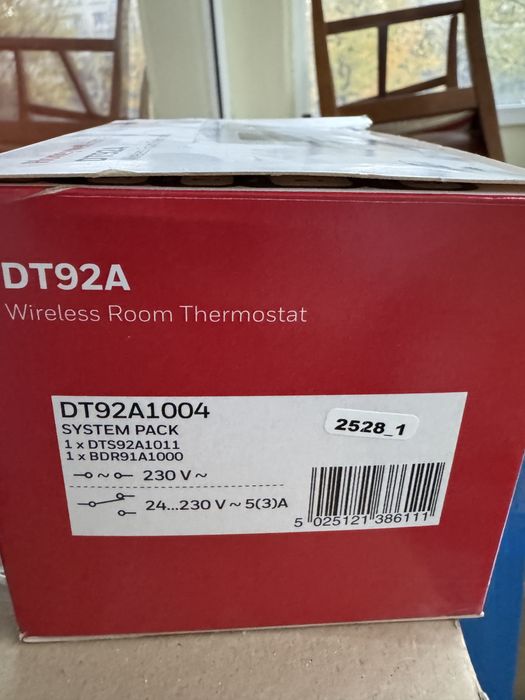 DT92A
DT92A
Wireless Room Thermostat
DT92A1004
SYSTEM PACK
1 x DTS92A1011
1 x BDR91A1000
230 V ~
24...230 V ~ 5(3)A
2528_1
5 025121 386111